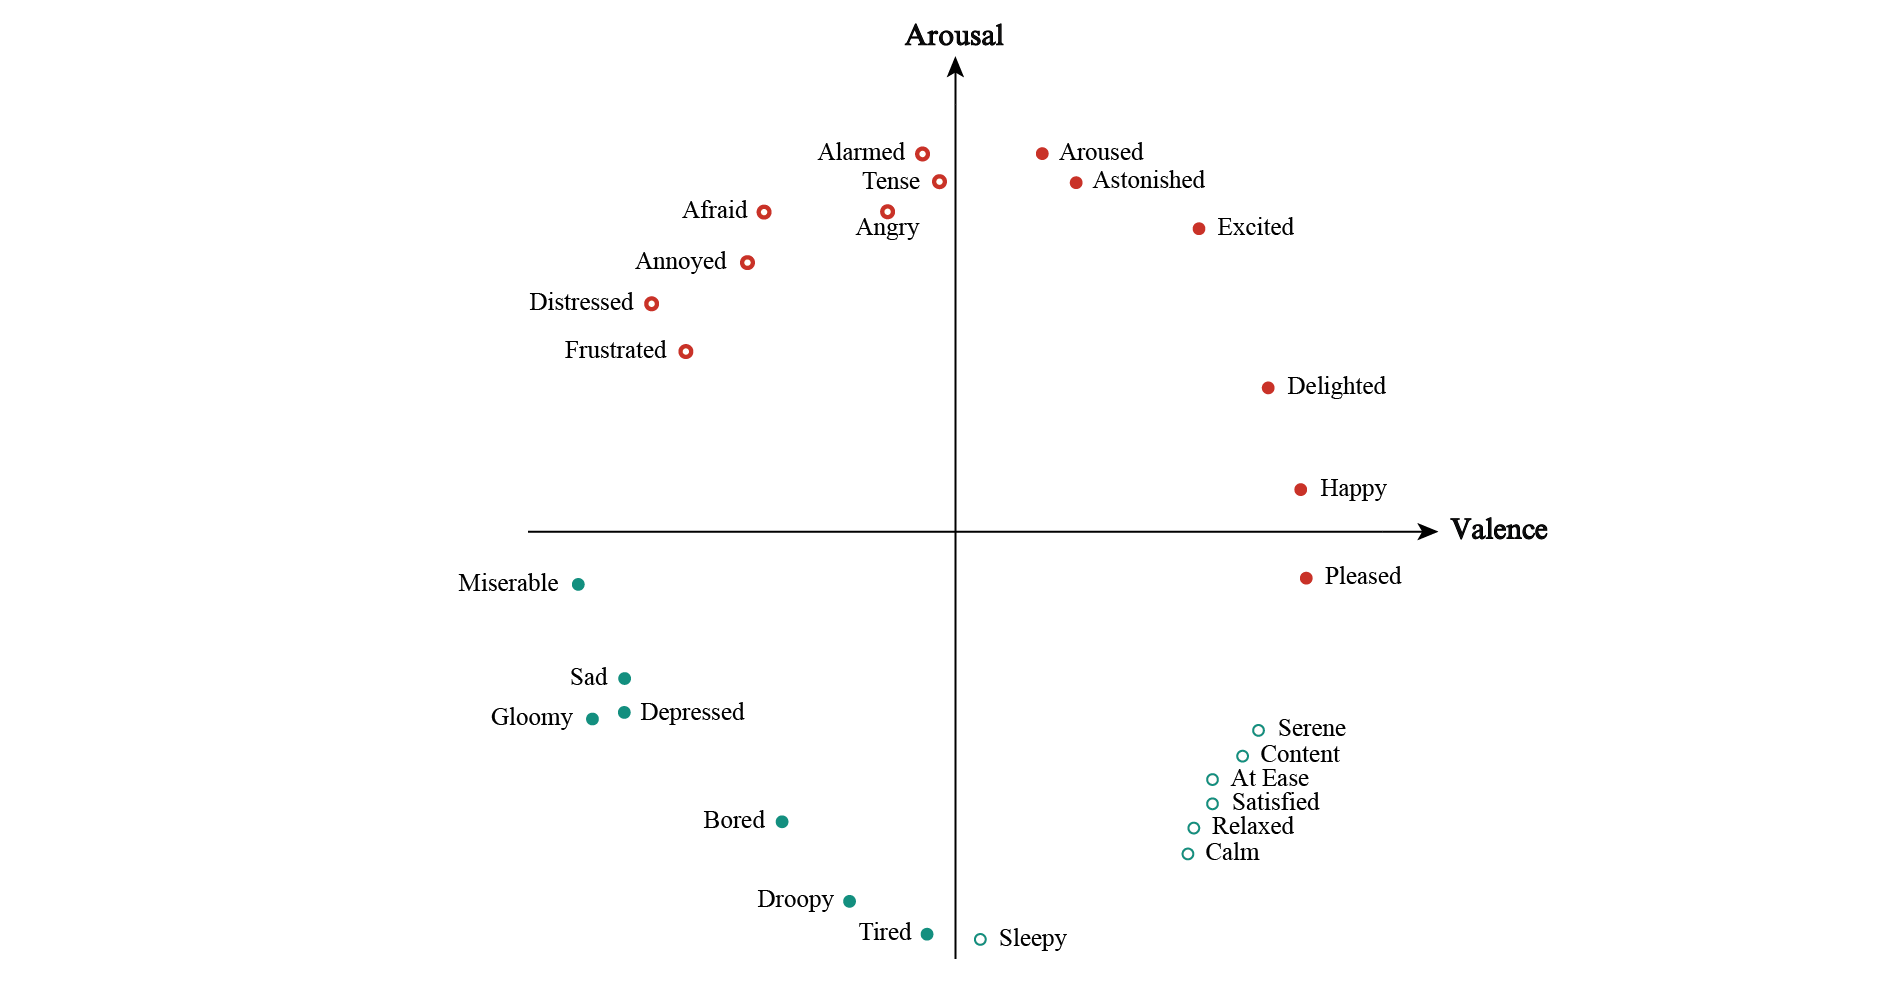 Arousal
Alarmed
Aroused
Tense
Astonished
Afraid
Angry
Excited
Annoyed
Distressed
Frustrated
Delighted
Happy
Valence
Miserable
Pleased
Sad
Gloomy
Depressed
Serene
Content
At Ease
Satisfied
Bored
Relaxed
Calm
Droopy
Tired
Sleepy